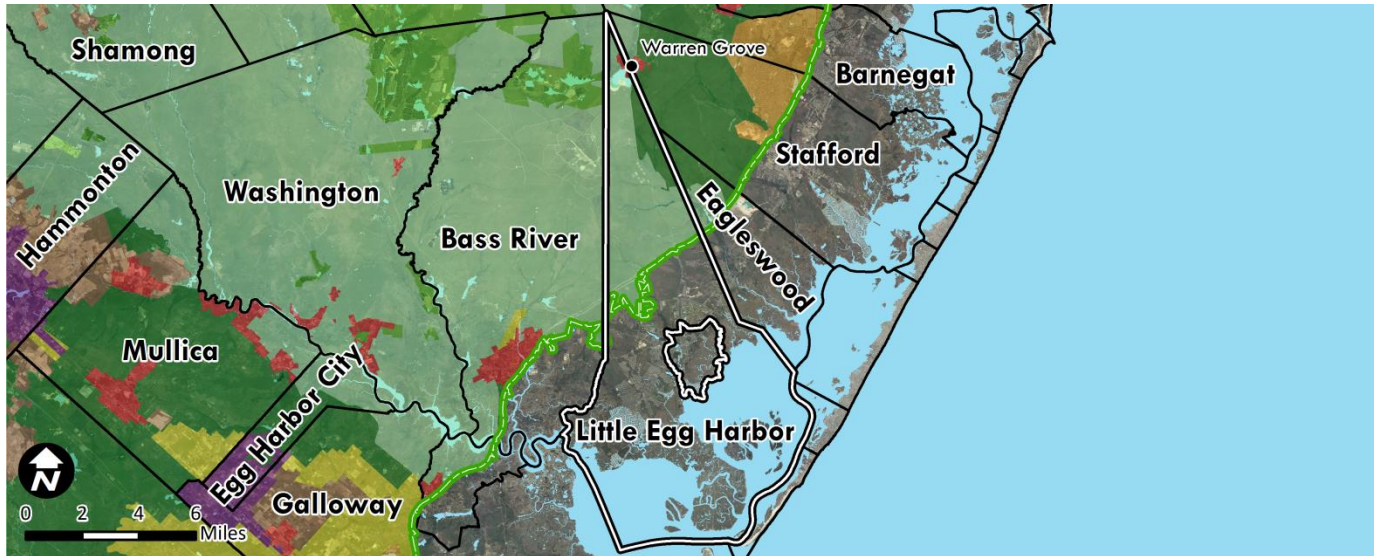 Shamong
Warren Grove
Barnegat
Stafford
Hammonton
Washington
Eagleswood
Bass River
Mullica
Egg Harbor City
Little Egg Harbor
Galloway
N
0 2 4 6
Miles